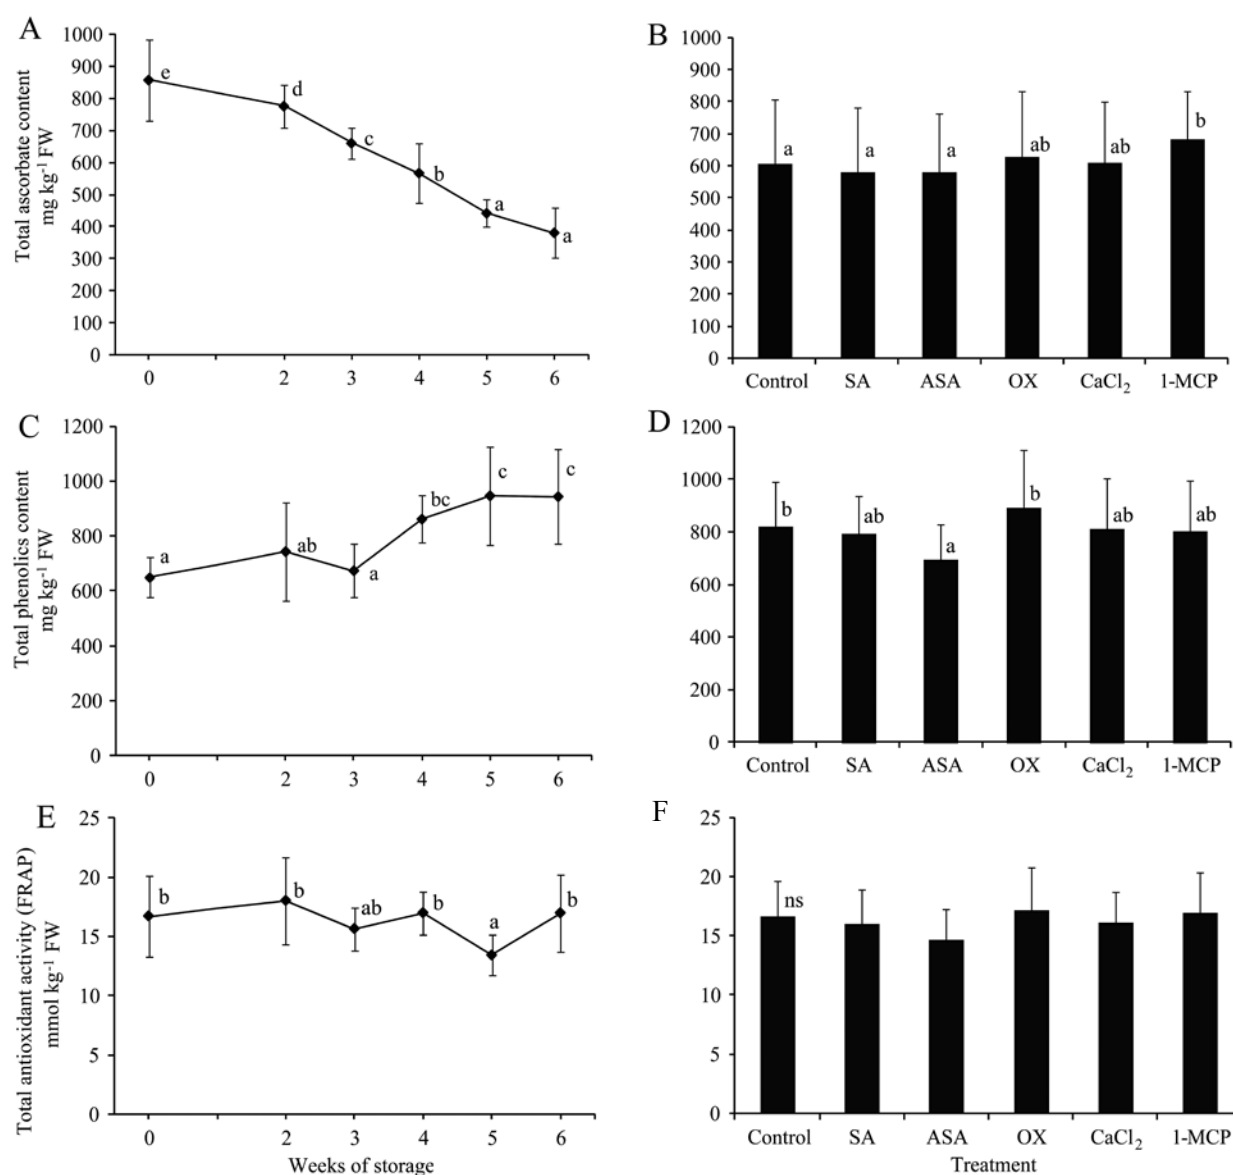 A
Total ascorbate content
mg kg⁻¹ FW
1000
900
800
700
600
500
400
300
200
100
0
e
d
c
b
a
a
0 2 3 4 5 6
B
1000
900
800
700
600
500
400
300
200
100
0
a a a ab ab b
Control SA ASA OX CaCl₂ 1-MCP
C
Total phenolics content
mg kg⁻¹ FW
1200
1000
800
600
400
200
0
a ab a bc c c
0 2 3 4 5 6
D
1200
1000
800
600
400
200
0
b ab a b ab ab
Control SA ASA OX CaCl₂ 1-MCP
E
Total antioxidant activity (FRAP)
mmol kg⁻¹ FW
25
20
15
10
5
0
b b ab b a b
0 2 3 4 5 6
Weeks of storage
F
25
20
15
10
5
0
ns
Control SA ASA OX CaCl₂ 1-MCP
Treatment